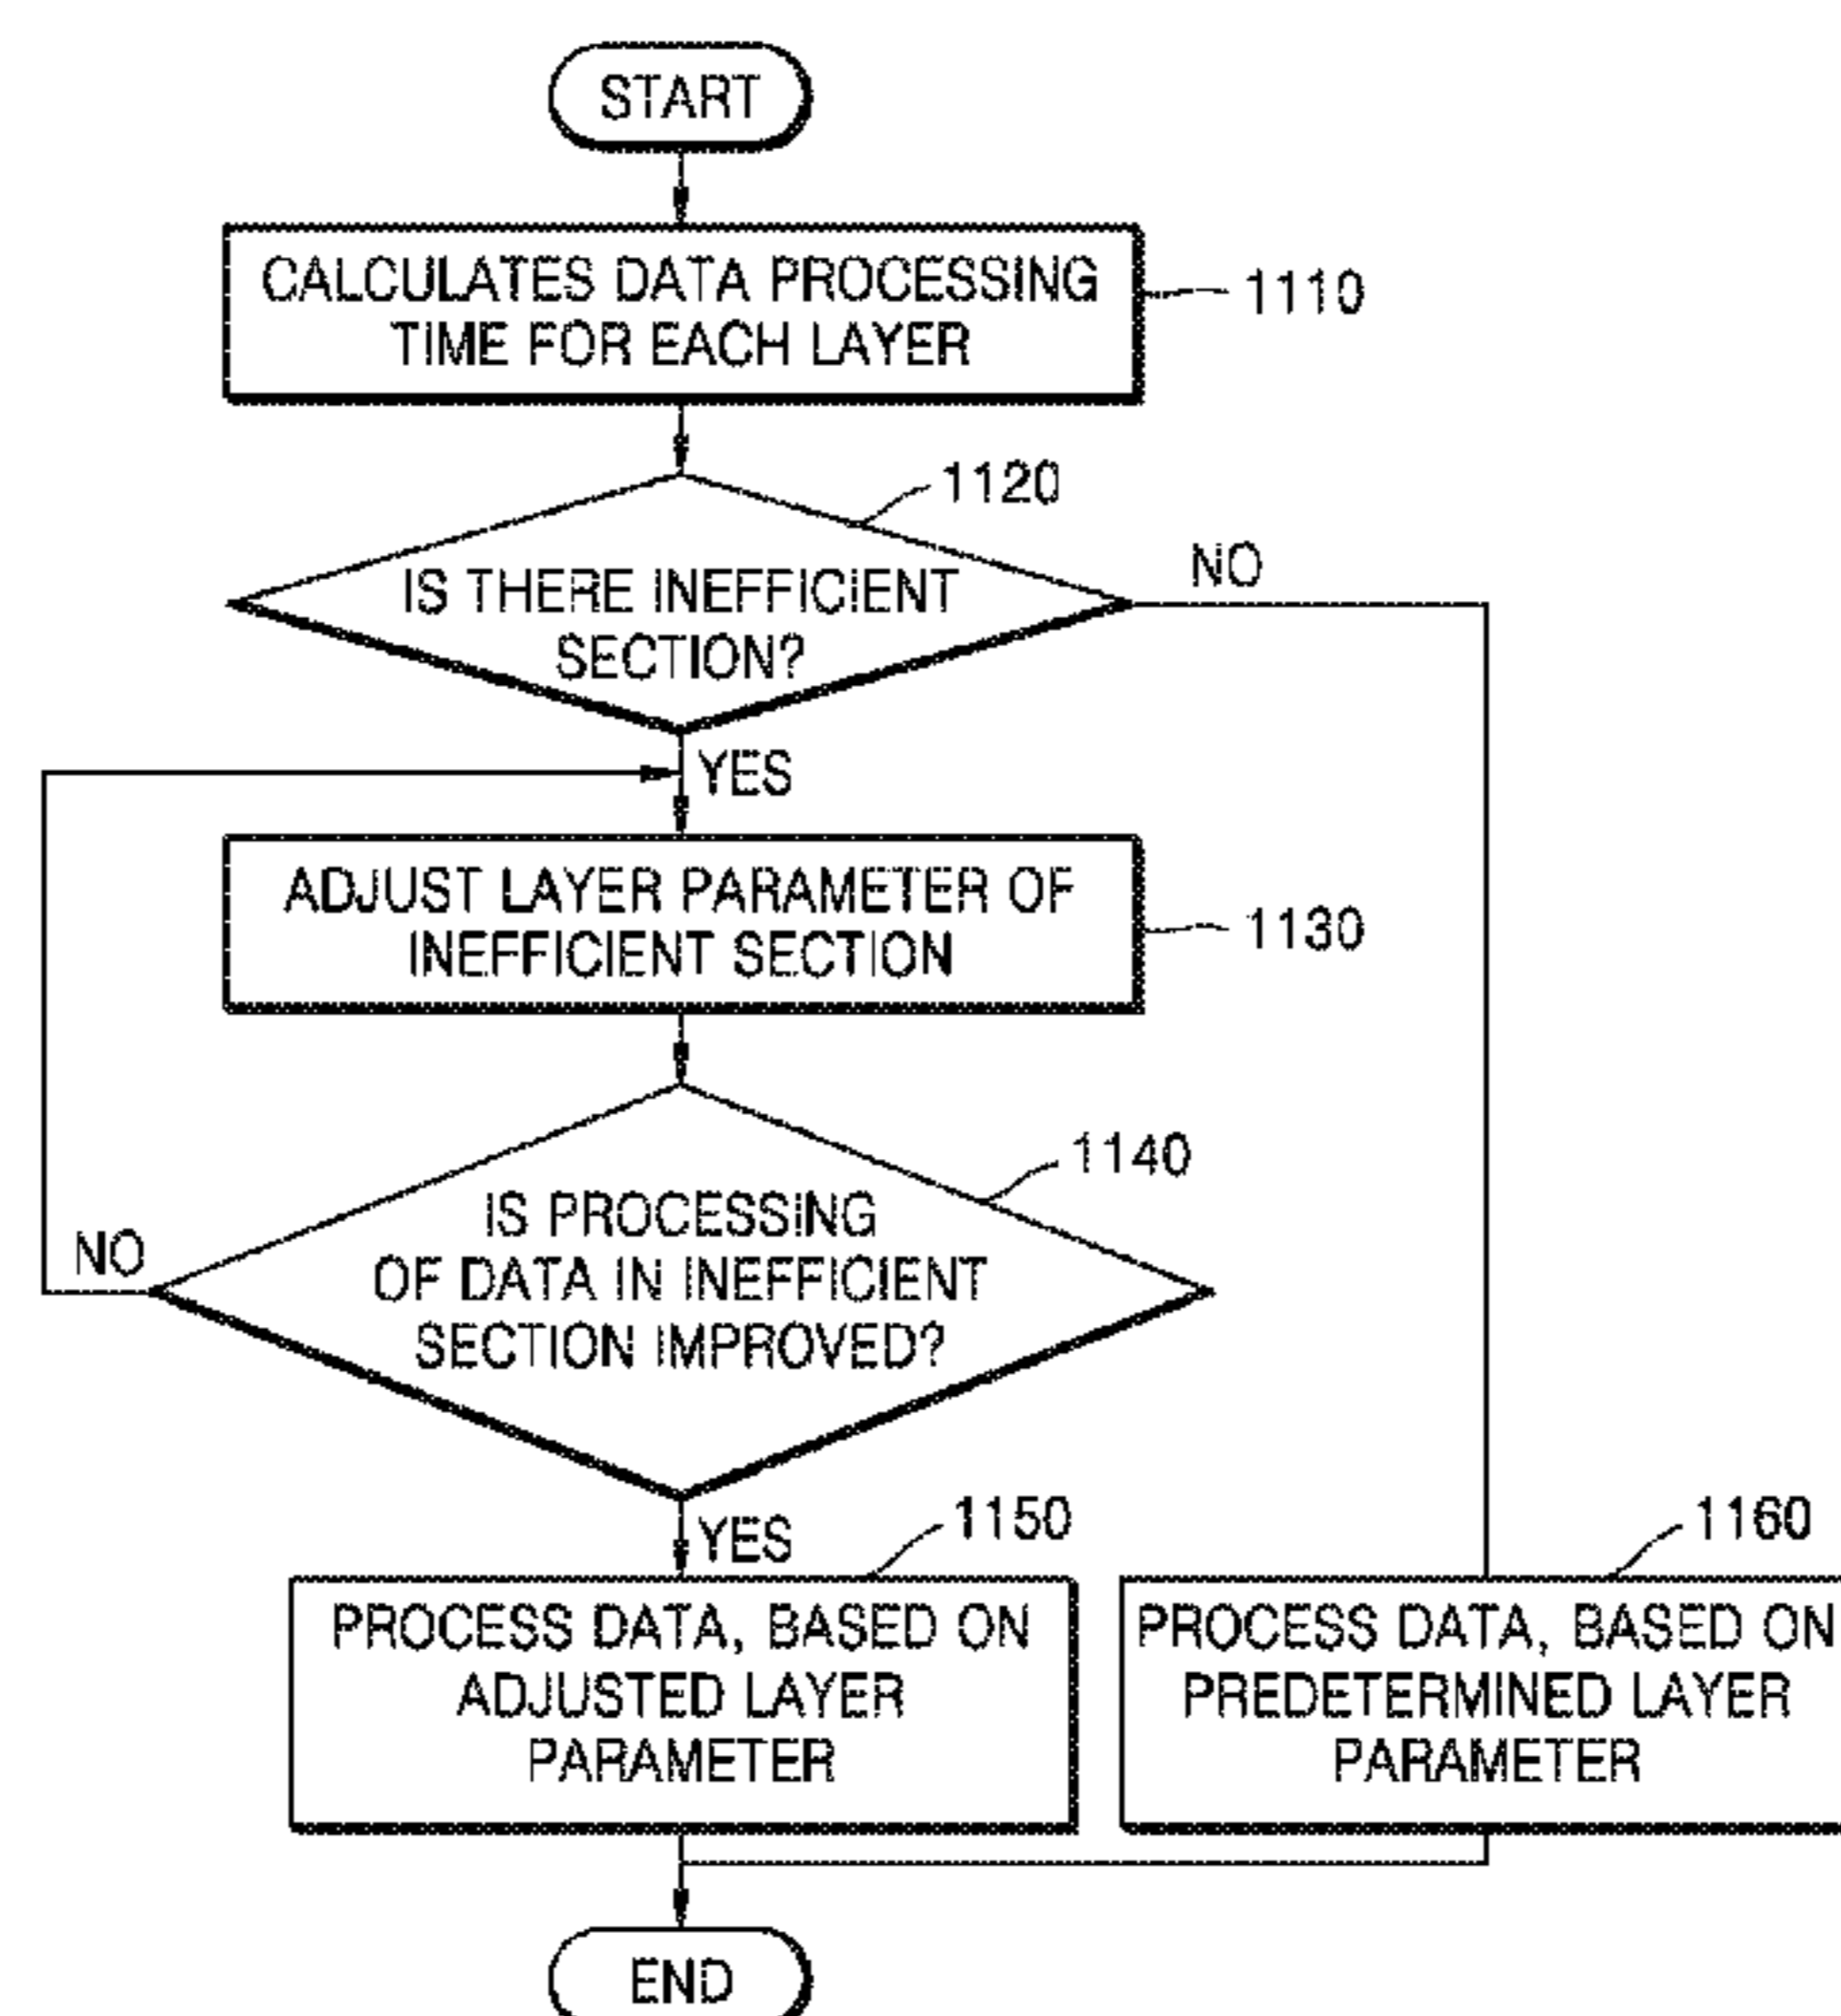 START
CALCULATES DATA PROCESSING
TIME FOR EACH LAYER
1110
1120
IS THERE INEFFICIENT
SECTION?
NO
YES
ADJUST LAYER PARAMETER OF
INEFFICIENT SECTION
1130
1140
IS PROCESSING
OF DATA IN INEFFICIENT
SECTION IMPROVED?
NO
YES
1150
PROCESS DATA, BASED ON
ADJUSTED LAYER
PARAMETER
1160
PROCESS DATA, BASED ON
PREDETERMINED LAYER
PARAMETER
END